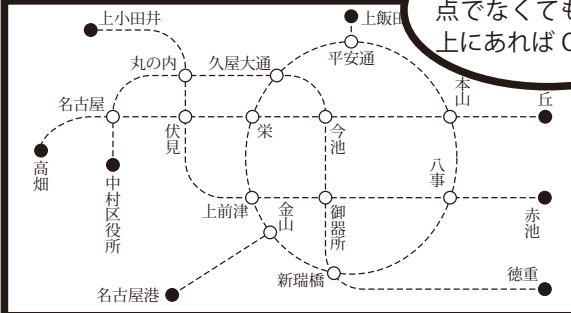 上小田井
上飯田
点でなくても
上にあれば
平安通
丸の内
久屋大通
本山
丘
名古屋
伏見
栄
今池
高畑
中村区役所
八事
上前津
金山
御器所
赤池
新瑞橋
徳重
名古屋港